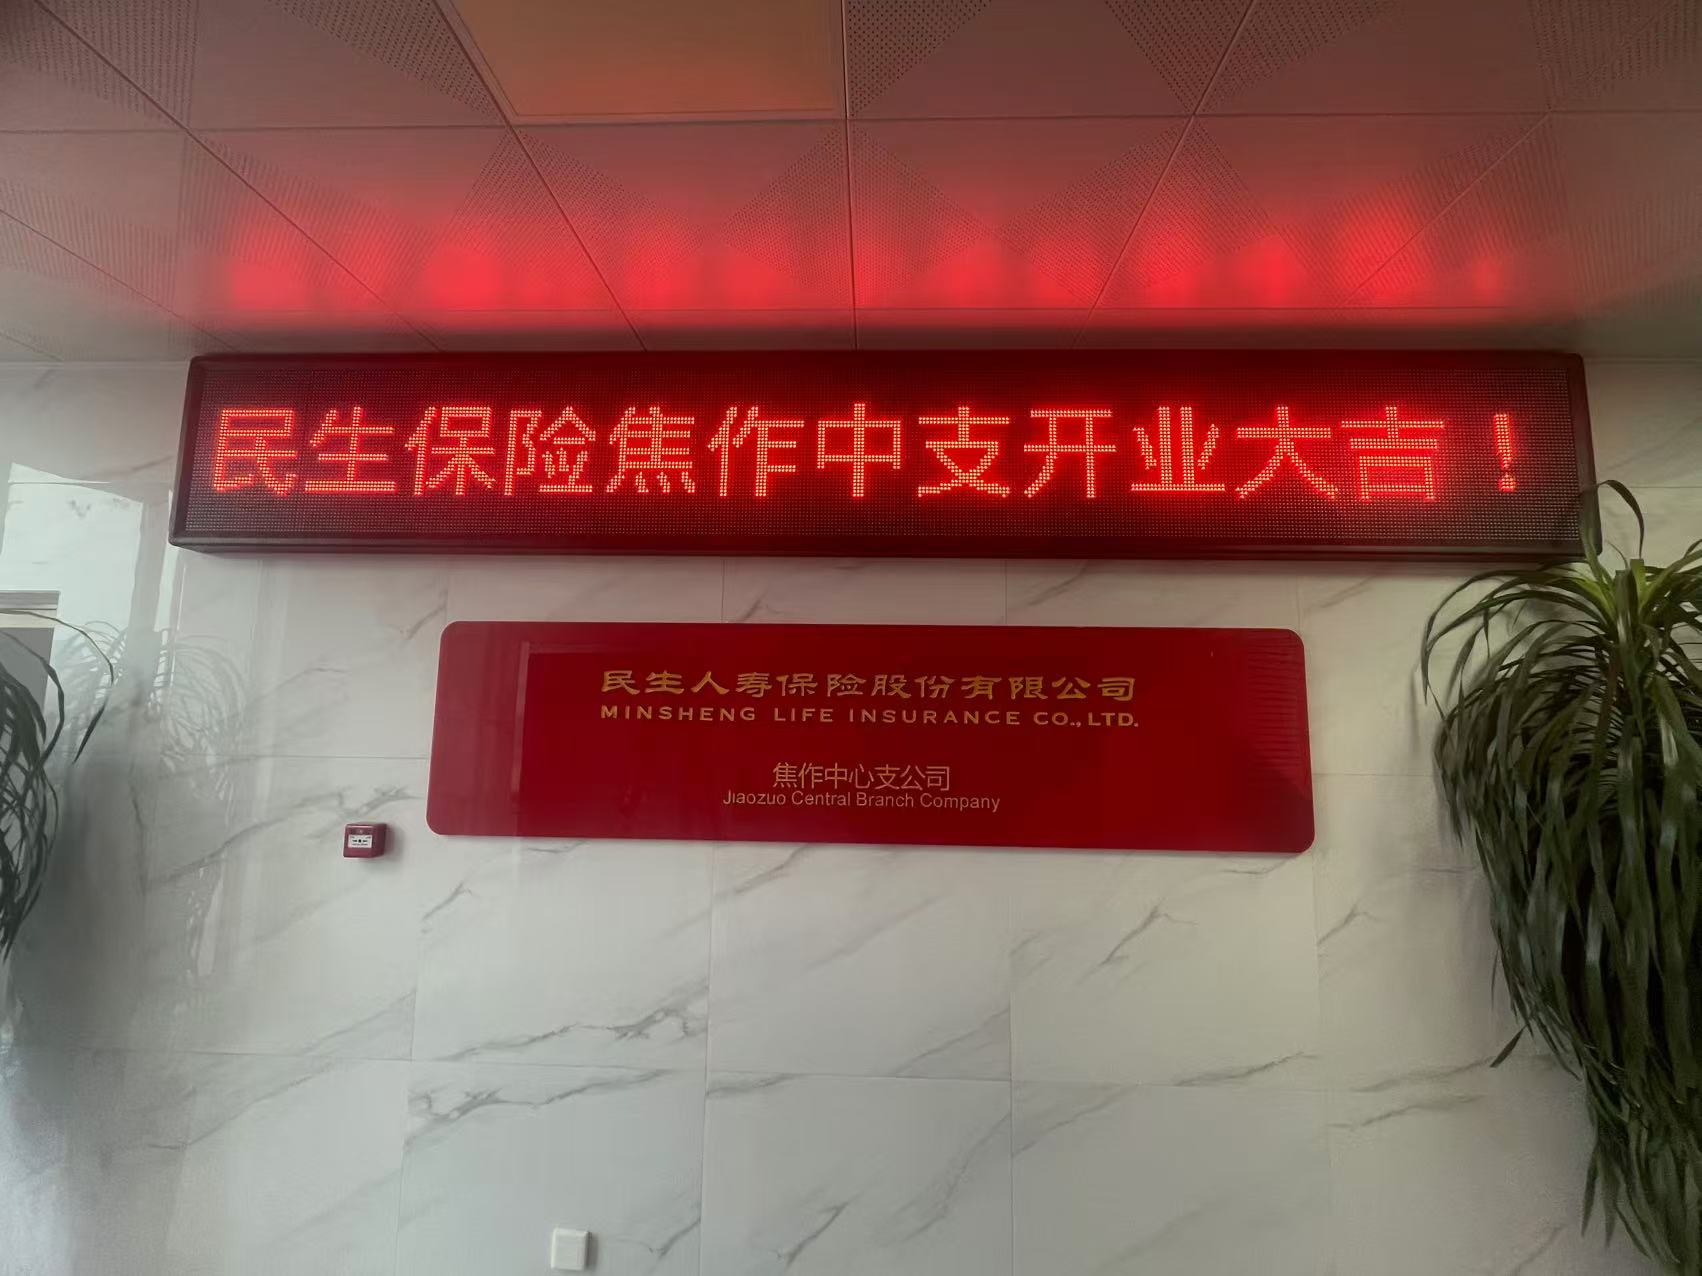 民生保险焦作中支开业大吉！
民生人寿保险股份有限公司
MINSHENG LIFE INSURANCE CO.,LTD.
焦作中心支公司
Jiaozuo Central Branch Company